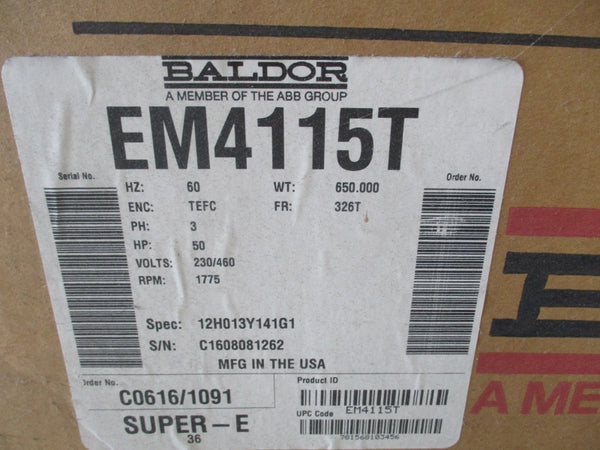 BALDOR
A MEMBER OF THE ABB GROUP
EM4115T
Serial No.
Order No.
HZ: 60 WT: 650.000
ENC: TEFC FR: 326T
PH: 3
HP: 50
VOLTS: 230/460
RPM: 1775
Spec: 12H013Y141G1
S/N: C1608081262
MFG IN THE USA
Order No.
C0616/1091
SUPER-E
36
Product ID
EM4115T
UPC Code
781568103456
A ME